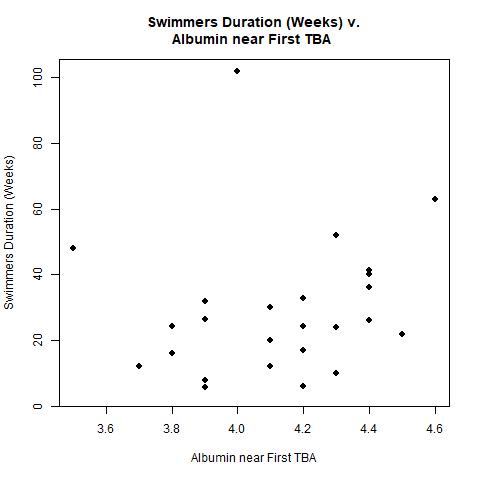 Swimmers Duration (Weeks) v.
Albumin near First TBA
Swimmers Duration (Weeks)
100
80
60
40
20
0
3.6 3.8 4.0 4.2 4.4 4.6
Albumin near First TBA